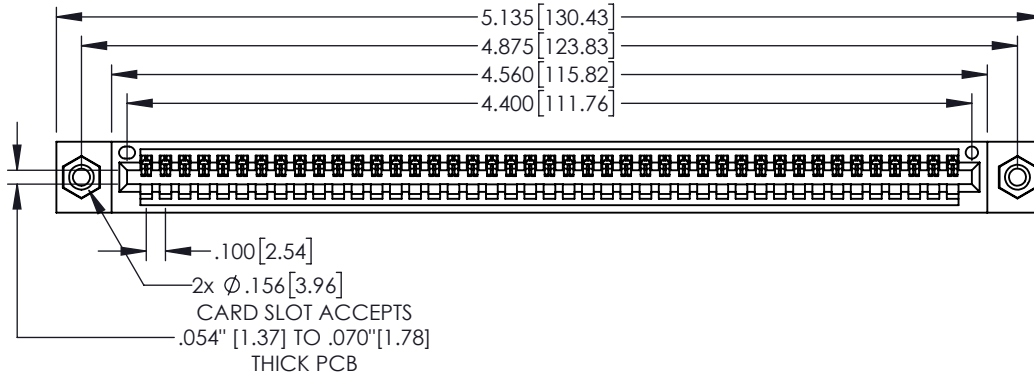 5.135 [130.43]
4.875 [123.83]
4.560 [115.82]
4.400 [111.76]
.100 [2.54]
2x Ø .156 [3.96]
CARD SLOT ACCEPTS
.054" [1.37] TO .070" [1.78]
THICK PCB